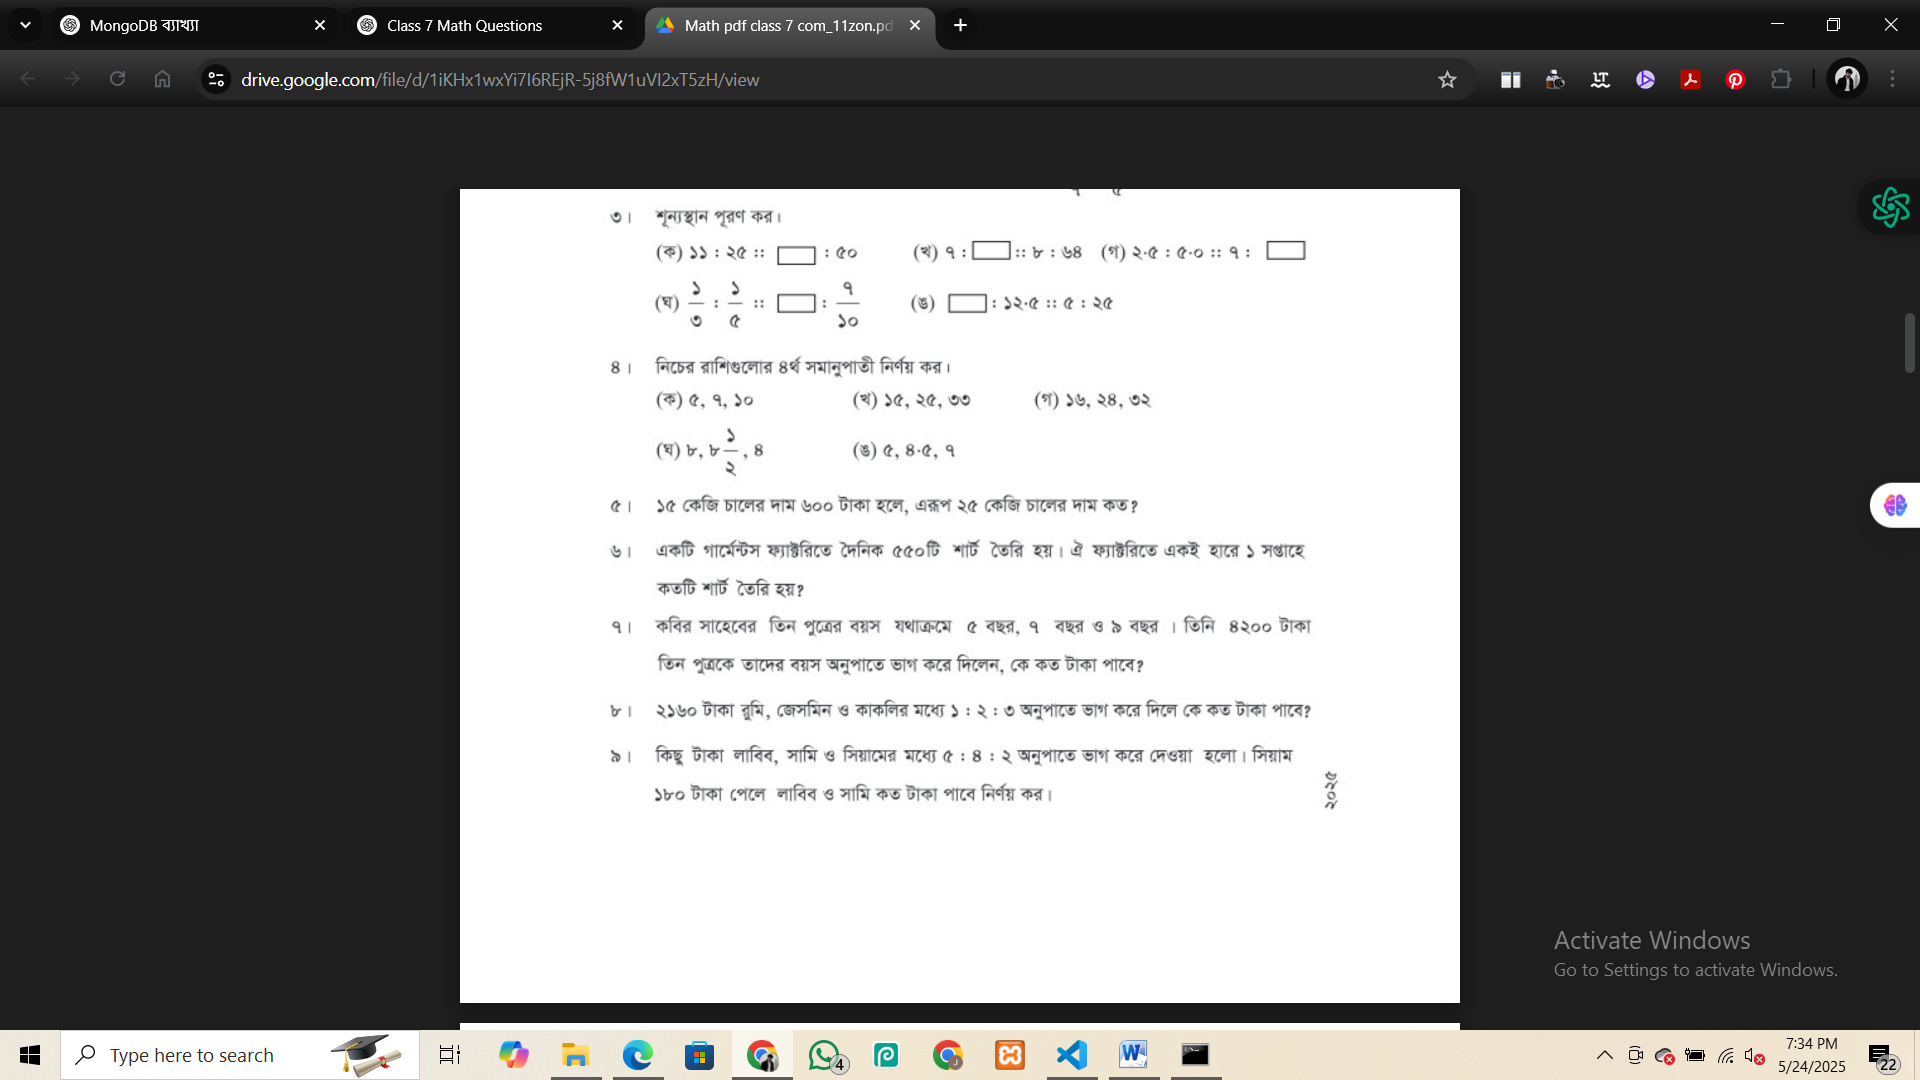 MongoDB ব্যাখ্যা
Class 7 Math Questions
Math pdf class 7 com_11zon.pd
drive.google.com/file/d/1iKHx1wxYi7I6REjR-5j8fW1uVI2xT5zH/view
৭ ৫
৩। শূন্যস্থান পূরণ কর।
(ক) ১১ : ২৫ :: □ : ৫০ (খ) ৭ : □ :: ৮ : ৬৪ (গ) ২·৫ : ৫·০ :: ৭ : □
(ঘ) ১/৩ : ১/৫ :: □ : ৭/১০ (ঙ) □ : ১২·৫ :: ৫ : ২৫
৪। নিচের রাশিগুলোর ৪র্থ সমানুপাতী নির্ণয় কর।
(ক) ৫, ৭, ১০ (খ) ১৫, ২৫, ৩৩ (গ) ১৬, ২৪, ৩২
(ঘ) ৮, ৮ ১/২, ৪ (ঙ) ৫, ৪·৫, ৭
৫। ১৫ কেজি চালের দাম ৬০০ টাকা হলে, এরূপ ২৫ কেজি চালের দাম কত?
৬। একটি গার্মেন্টস ফ্যাক্টরিতে দৈনিক ৫৫০টি শার্ট তৈরি হয়। ঐ ফ্যাক্টরিতে একই হারে ১ সপ্তাহে
কতটি শার্ট তৈরি হয়?
৭। কবির সাহেবের তিন পুত্রের বয়স যথাক্রমে ৫ বছর, ৭ বছর ও ৯ বছর । তিনি ৪২০০ টাকা
তিন পুত্রকে তাদের বয়স অনুপাতে ভাগ করে দিলেন, কে কত টাকা পাবে?
৮। ২১৬০ টাকা রুমি, জেসমিন ও কাকলির মধ্যে ১ : ২ : ৩ অনুপাতে ভাগ করে দিলে কে কত টাকা পাবে?
৯। কিছু টাকা লাবিব, সামি ও সিয়ামের মধ্যে ৫ : ৪ : ২ অনুপাতে ভাগ করে দেওয়া হলো। সিয়াম
১৮০ টাকা পেলে লাবিব ও সামি কত টাকা পাবে নির্ণয় কর।
২০২৫
Activate Windows
Go to Settings to activate Windows.
Type here to search
4
7:34 PM
5/24/2025
22